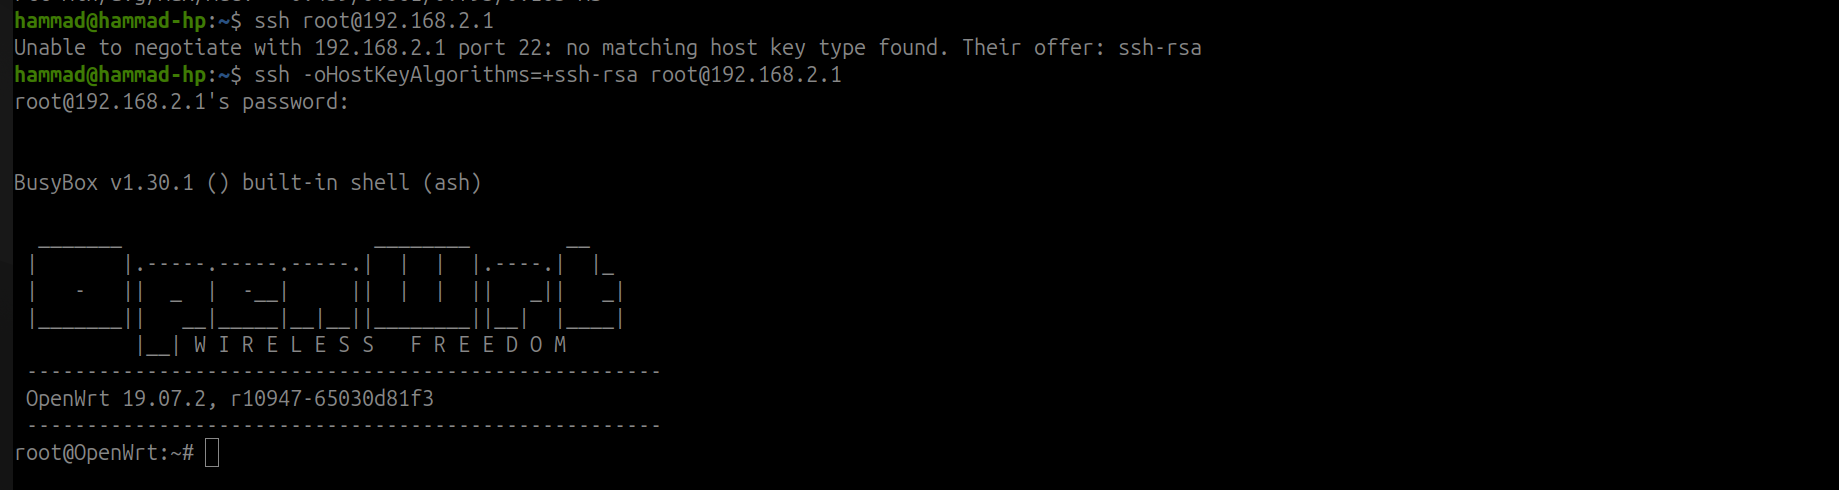 hammad@hammad-hp:~$ ssh root@192.168.2.1
Unable to negotiate with 192.168.2.1 port 22: no matching host key type found. Their offer: ssh-rsa
hammad@hammad-hp:~$ ssh -oHostKeyAlgorithms=+ssh-rsa root@192.168.2.1
root@192.168.2.1's password:
BusyBox v1.30.1 () built-in shell (ash)
  _______                     ________        __
 |       |.-----.-----.-----.|  |  |  |.----.|  |_
 |   -   ||  _  |  -__|     ||  |  |  ||   _||   _|
 |_______||   __|_____|__|__||________||__|  |____|
          |__| W I R E L E S S   F R E E D O M
 -----------------------------------------------------
 OpenWrt 19.07.2, r10947-65030d81f3
 -----------------------------------------------------
root@OpenWrt:~#